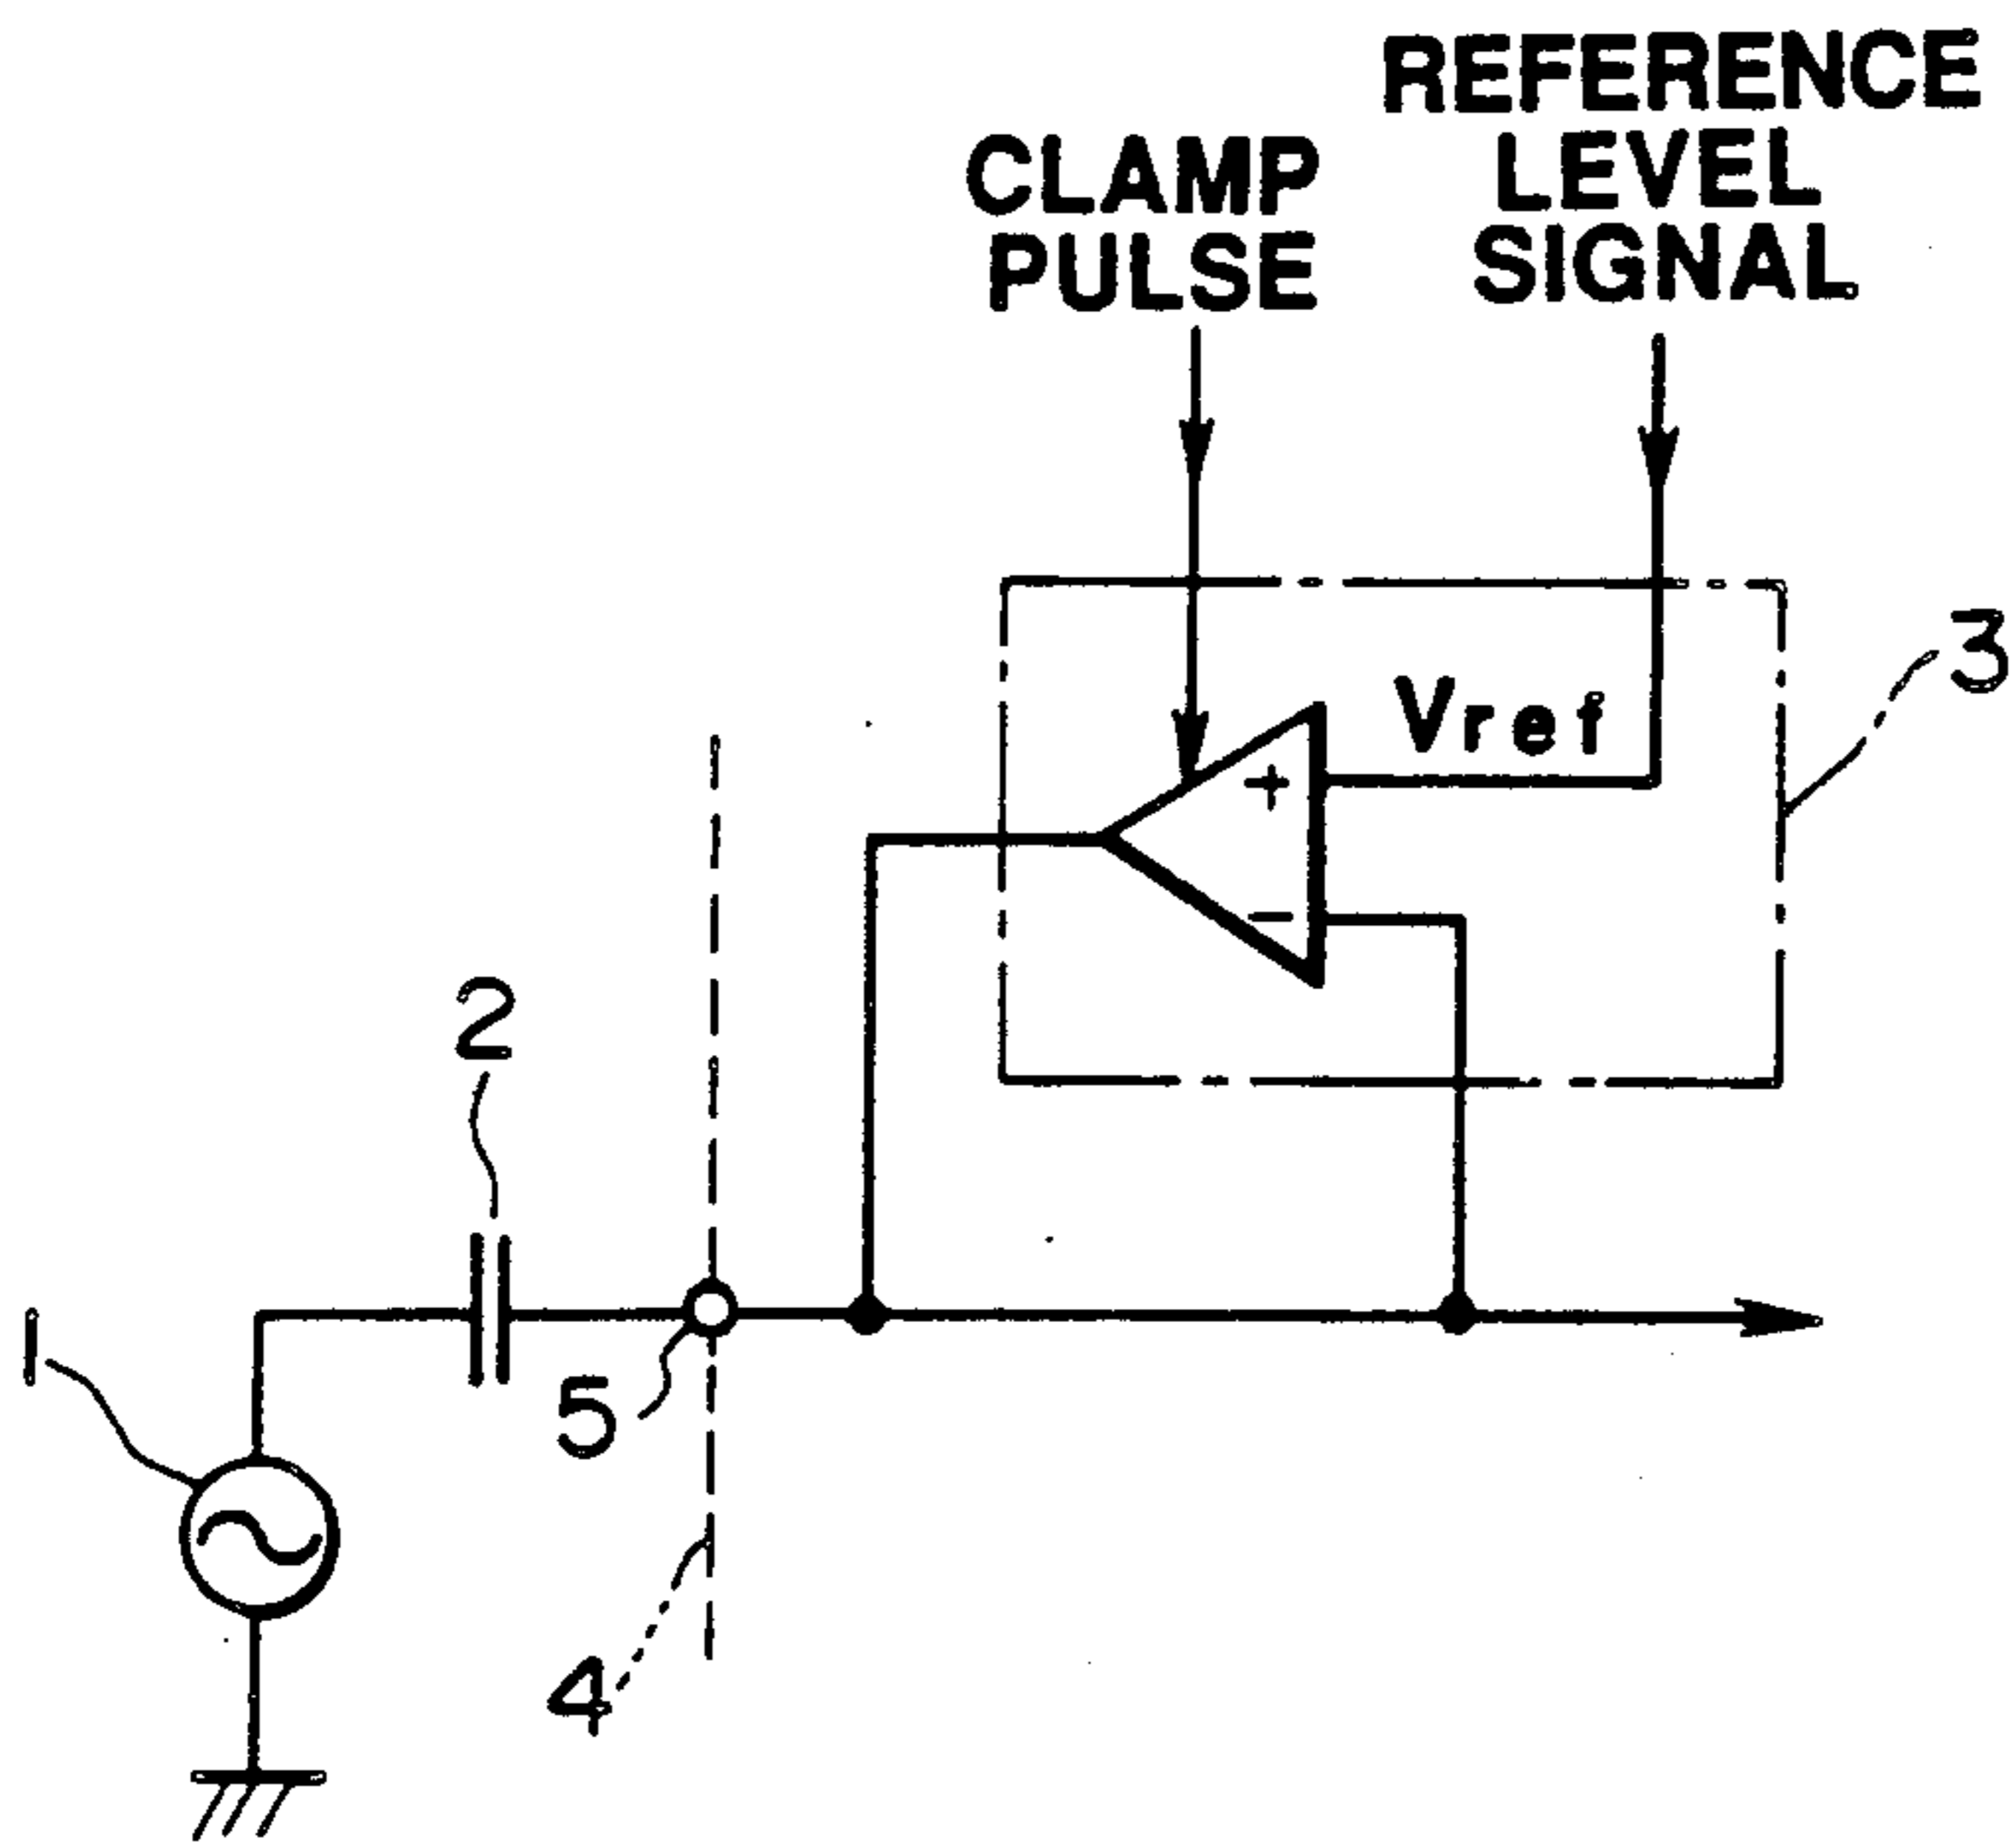 REFERENCE
LEVEL
SIGNAL
CLAMP
PULSE
3
Vref
+
−
2
1
5
4